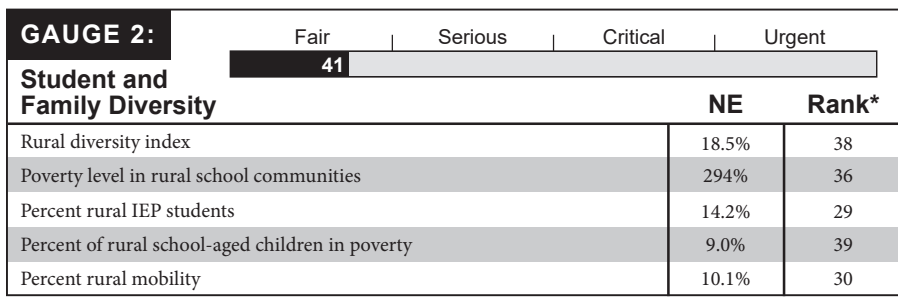 GAUGE 2:
Fair Serious Critical Urgent
41
Student and
Family Diversity
NE Rank*
Rural diversity index 18.5% 38
Poverty level in rural school communities 294% 36
Percent rural IEP students 14.2% 29
Percent of rural school-aged children in poverty 9.0% 39
Percent rural mobility 10.1% 30